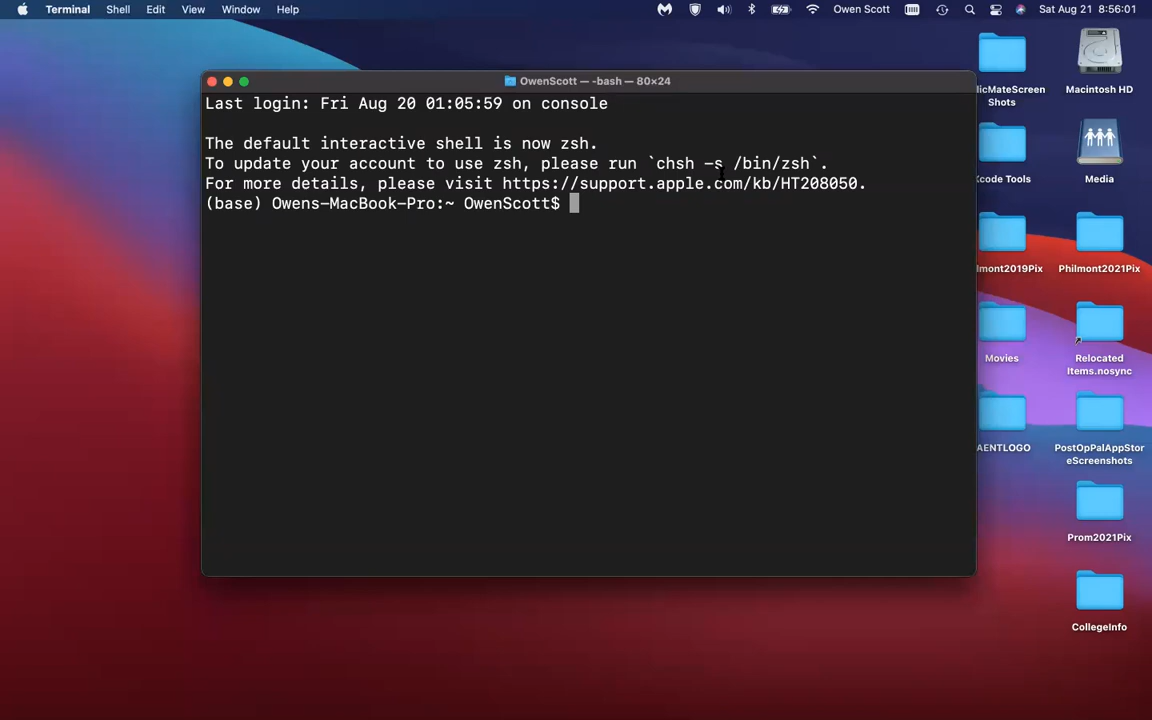 Terminal Shell Edit View Window Help Owen Scott Sat Aug 21 8:56:01
OwenScott — -bash — 80×24
Last login: Fri Aug 20 01:05:59 on console
The default interactive shell is now zsh.
To update your account to use zsh, please run `chsh -s /bin/zsh`.
For more details, please visit https://support.apple.com/kb/HT208050.
(base) Owens-MacBook-Pro:~ OwenScott$
licMateScreen
Shots
Macintosh HD
Xcode Tools
Media
lmont2019Pix
Philmont2021Pix
Movies
Relocated
Items.nosync
AENTLOGO
PostOpPalAppStor
eScreenshots
Prom2021Pix
CollegeInfo